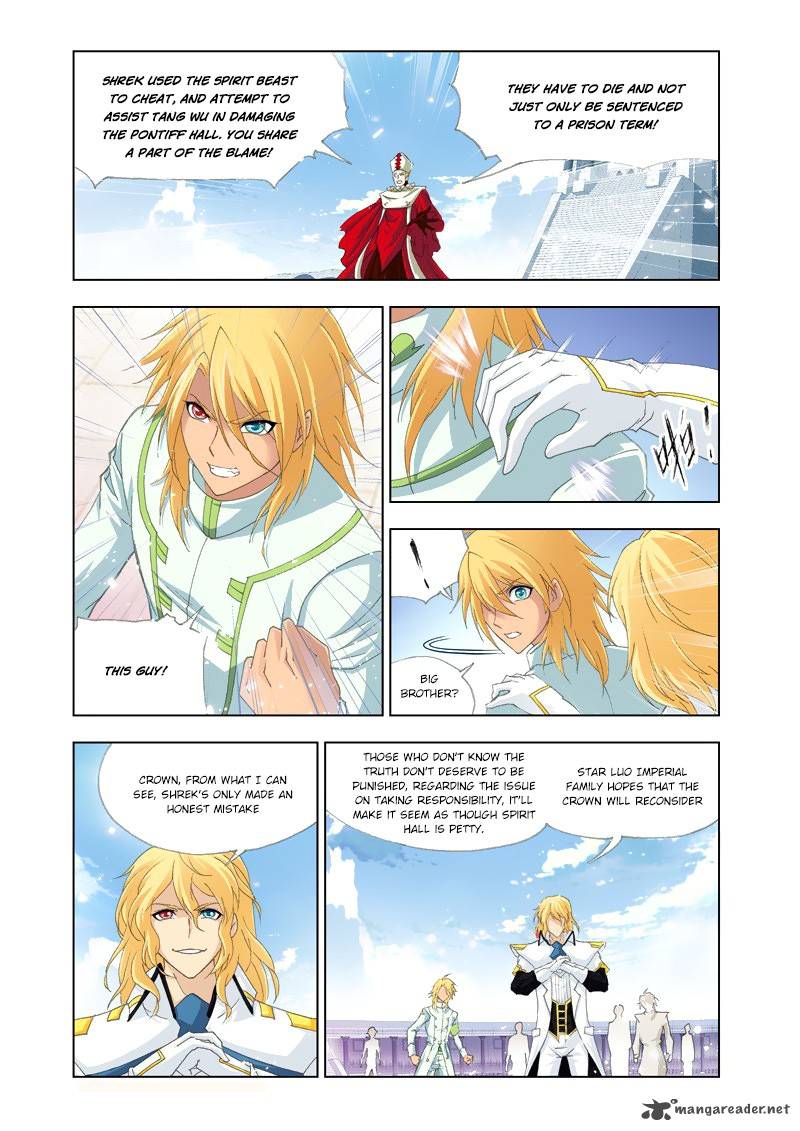 SHREK USED THE SPIRIT BEAST
TO CHEAT, AND ATTEMPT TO
ASSIST TANG WU IN DAMAGING
THE PONTIFF HALL. YOU SHARE
A PART OF THE BLAME!
THEY HAVE TO DIE AND NOT
JUST ONLY BE SENTENCED
TO A PRISON TERM!
THIS GUY!
!
BIG
BROTHER?
CROWN, FROM WHAT I CAN
SEE, SHREK'S ONLY MADE AN
HONEST MISTAKE
THOSE WHO DON'T KNOW THE
TRUTH DON'T DESERVE TO BE
PUNISHED, REGARDING THE ISSUE
ON TAKING RESPONSIBILITY, IT'LL
MAKE IT SEEM AS THOUGH SPIRIT
HALL IS PETTY.
STAR LUO IMPERIAL
FAMILY HOPES THAT THE
CROWN WILL RECONSIDER
mangareader.net